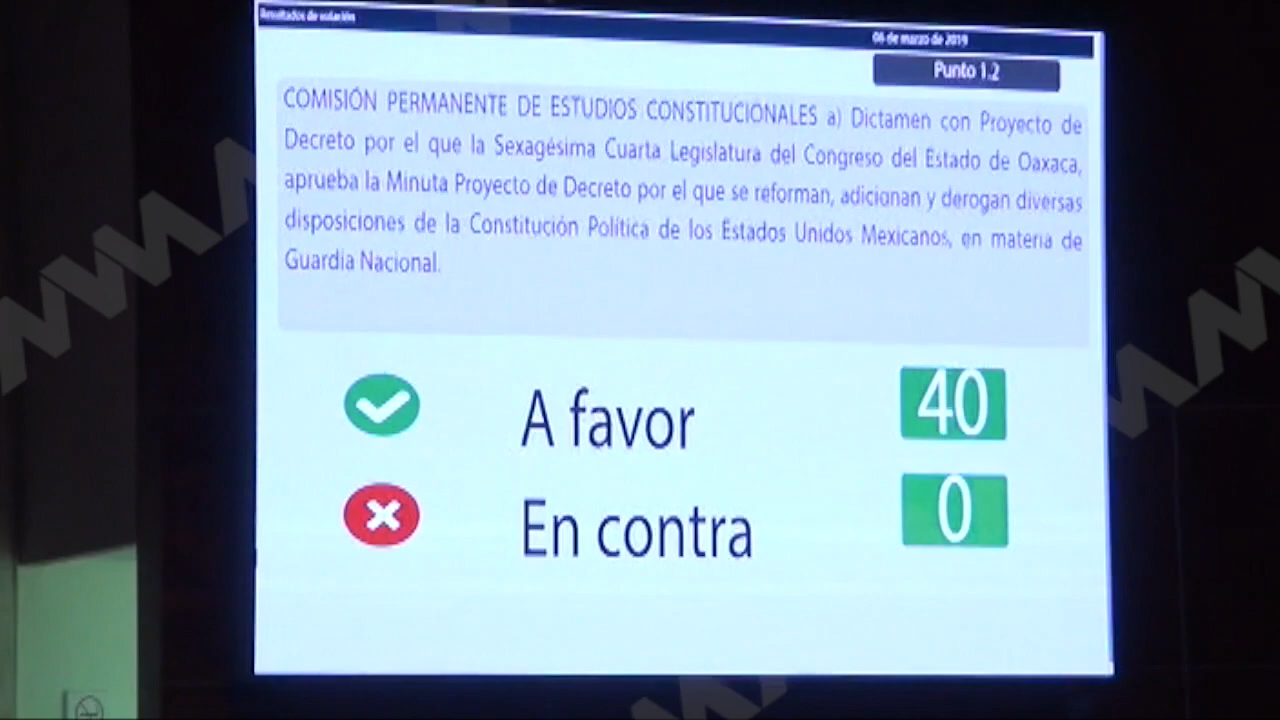 Resultados de votación
06 de marzo de 2019
Punto 1.2
COMISIÓN PERMANENTE DE ESTUDIOS CONSTITUCIONALES a) Dictamen con Proyecto de
Decreto por el que la Sexagésima Cuarta Legislatura del Congreso del Estado de Oaxaca,
aprueba la Minuta Proyecto de Decreto por el que se reforman, adicionan y derogan diversas
disposiciones de la Constitución Política de los Estados Unidos Mexicanos, en materia de
Guardia Nacional.
A favor 40
En contra 0